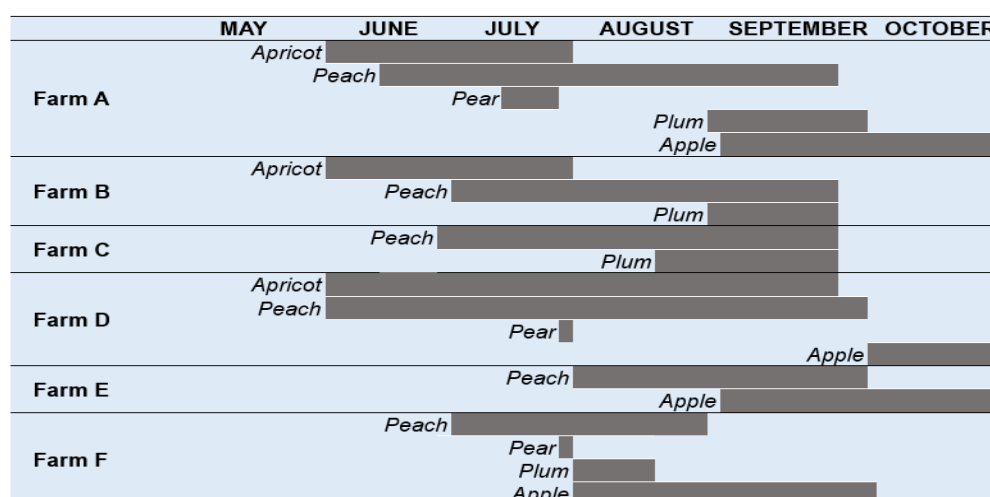 MAY JUNE JULY AUGUST SEPTEMBER OCTOBER
Apricot
Peach
Farm A
Pear
Plum
Apple
Apricot
Farm B
Peach
Plum
Farm C
Peach
Plum
Apricot
Peach
Farm D
Pear
Apple
Farm E
Peach
Apple
Peach
Pear
Farm F
Plum
Apple